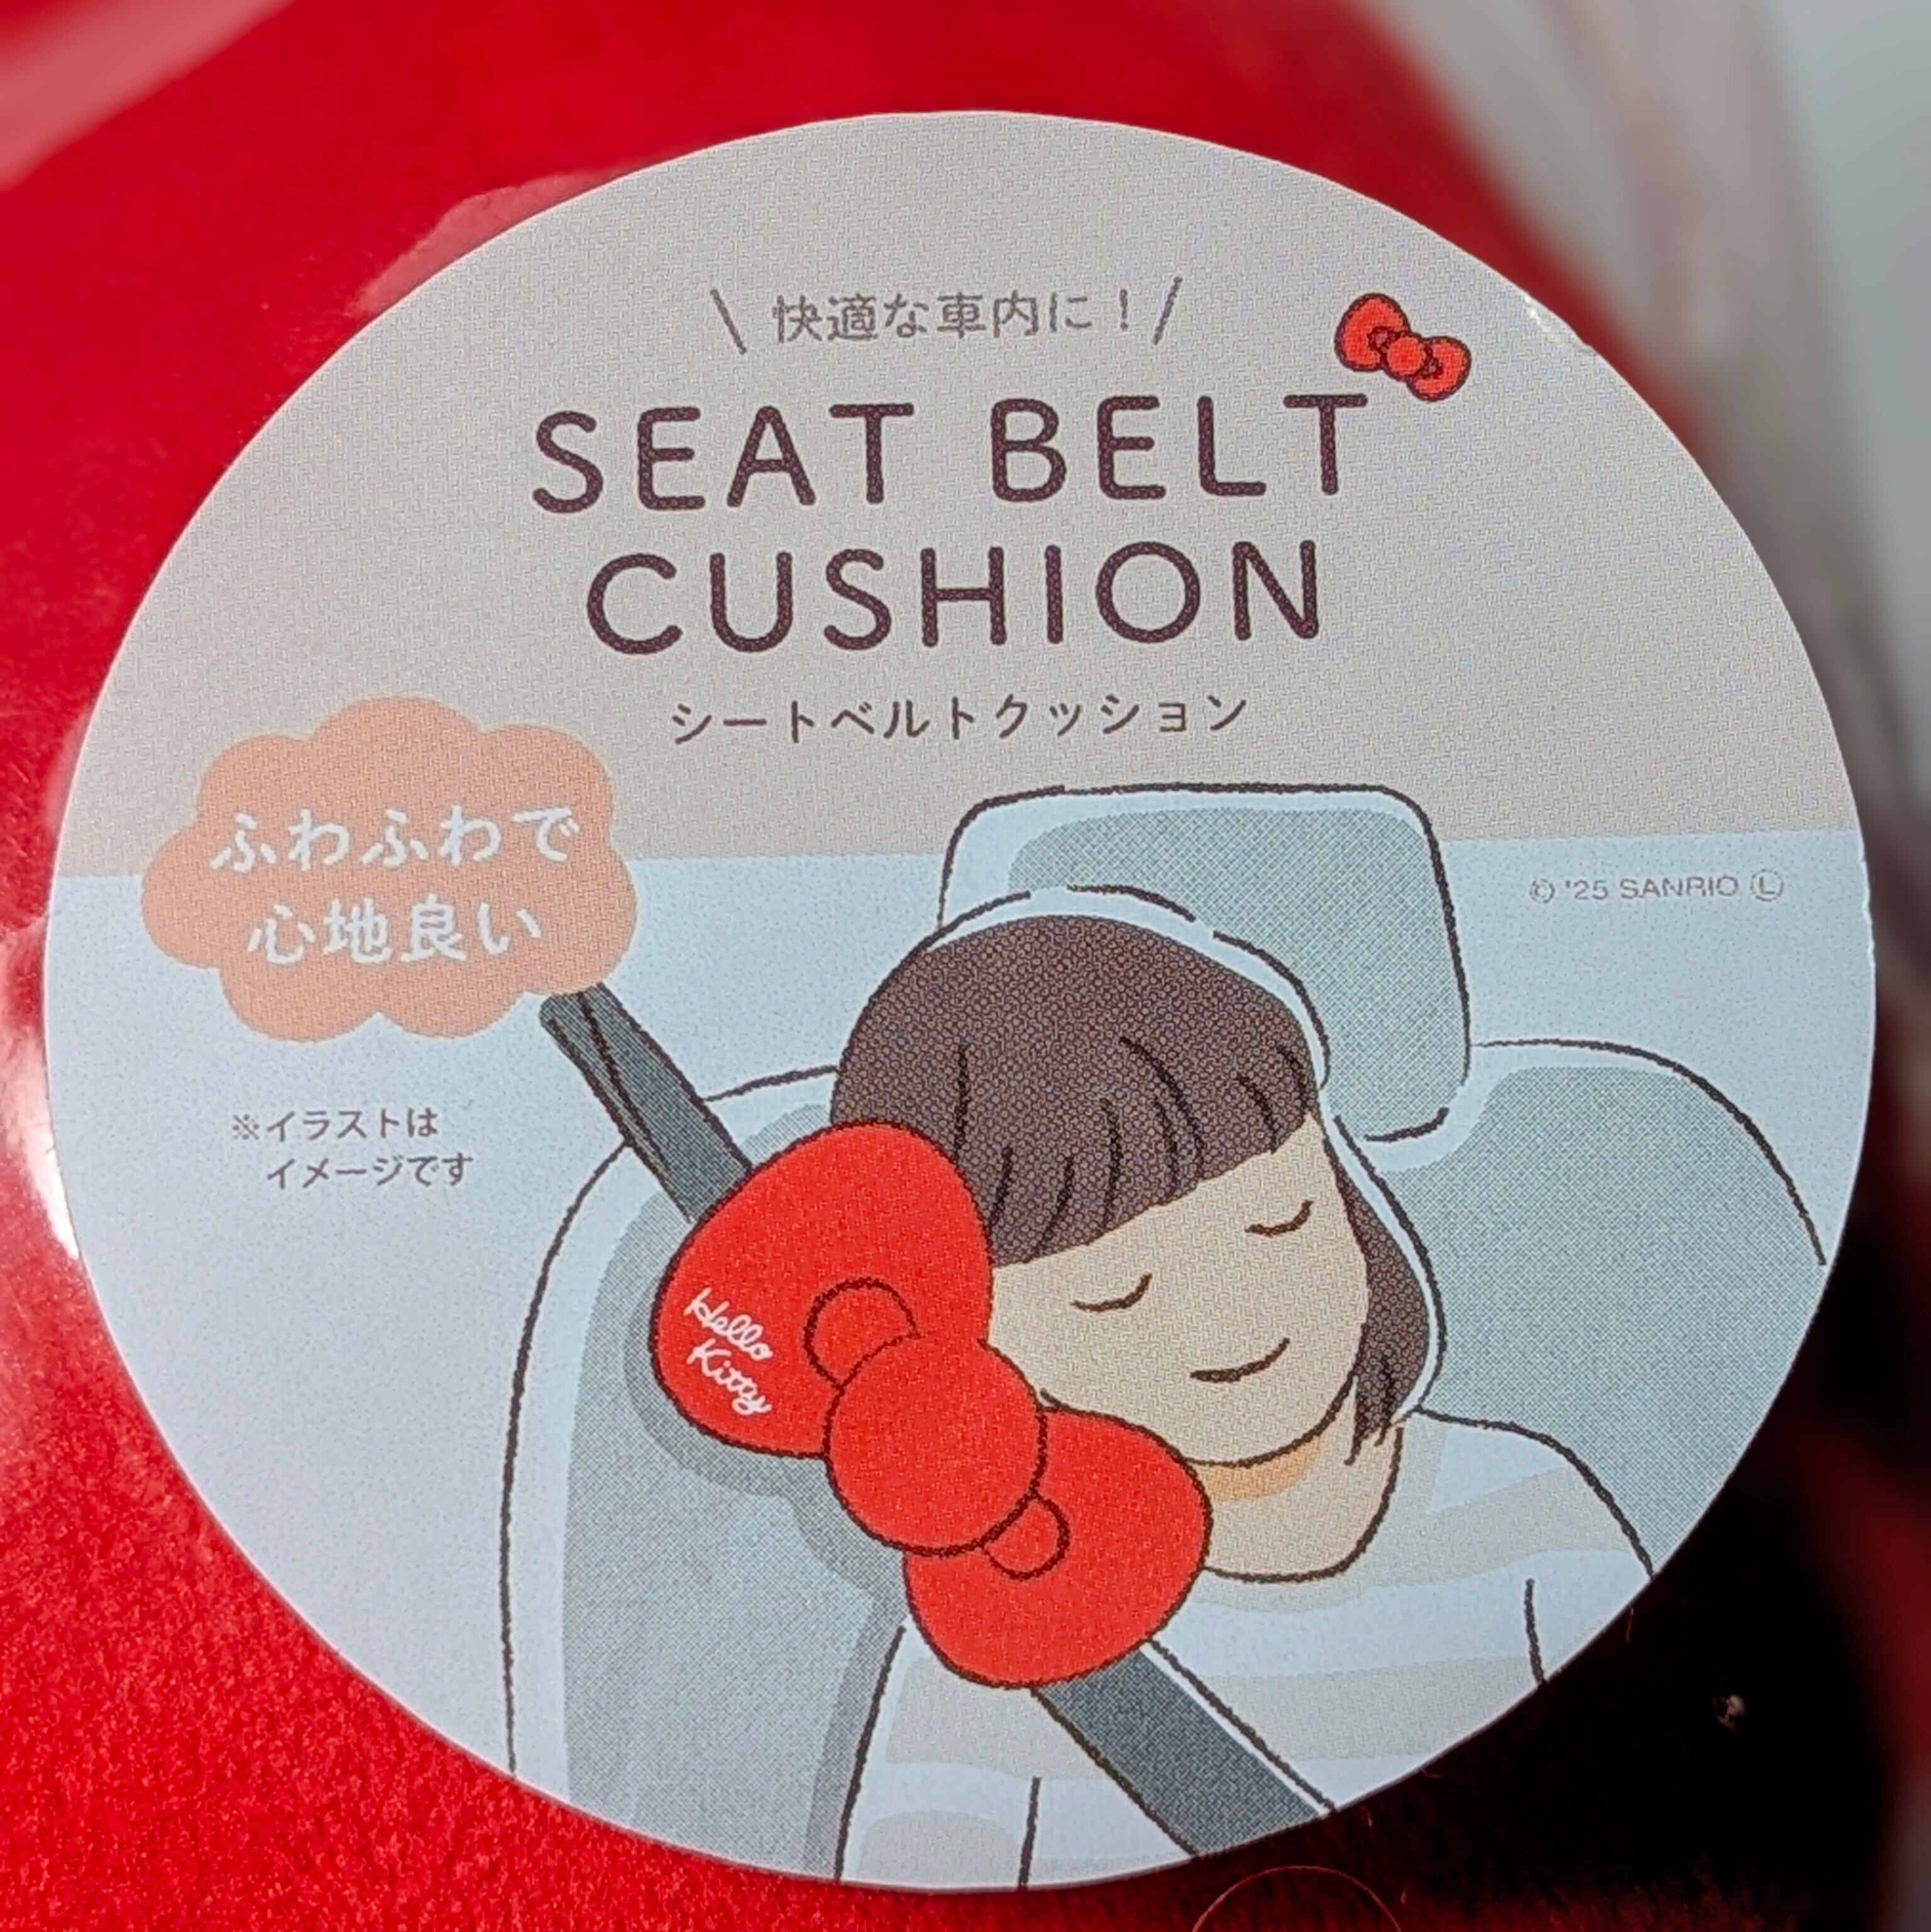 \ 快適な車内に！/
SEAT BELT
CUSHION
シートベルトクッション
ふわふわで
心地良い
© '25 SANRIO Ⓛ
※イラストは
イメージです
Hello
Kitty